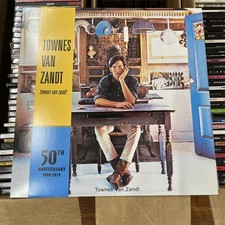 TOWNES
VAN
ZANDT
townes van zandt
50TH
ANNIVERSARY
1969-2019
Townes Van Zandt